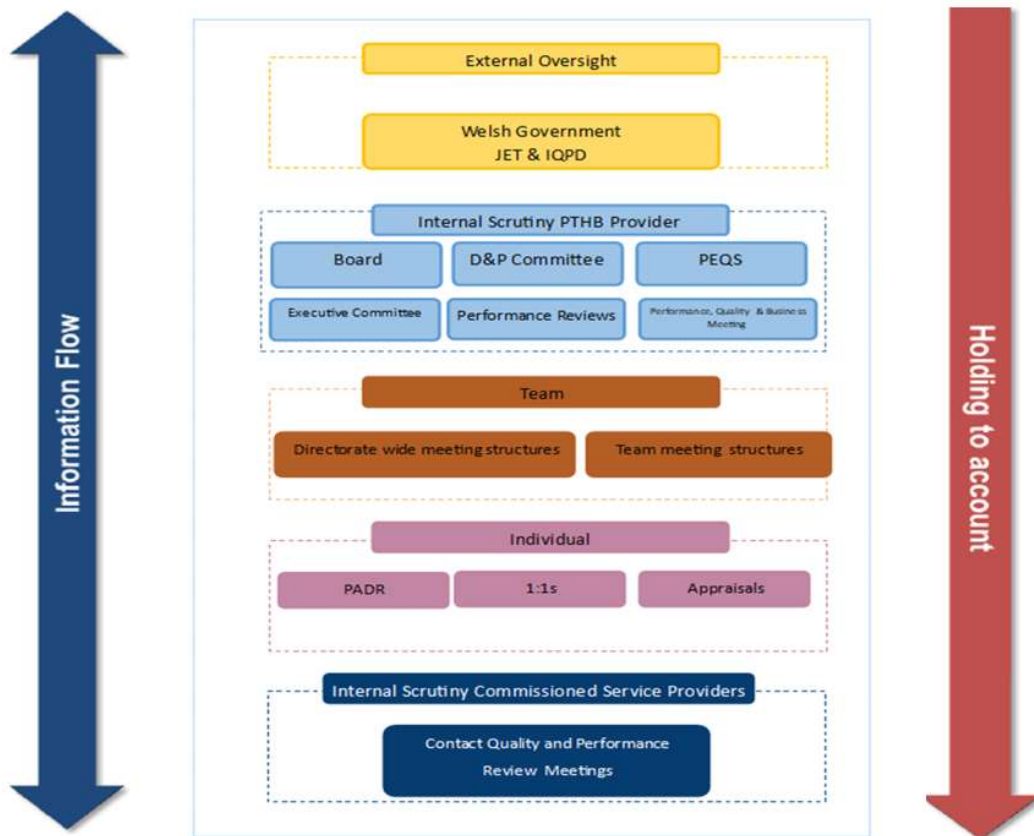 External Oversight
Welsh Government
JET & IQPD
Internal Scrutiny PTHB Provider
Board
D&P Committee
PEQS
Executive Committee
Performance Reviews
Performance, Quality & Business
Meeting
Team
Directorate wide meeting structures
Team meeting structures
Individual
PADR
1:1s
Appraisals
Internal Scrutiny Commissioned Service Providers
Contact Quality and Performance
Review Meetings
Information Flow
Holding to account